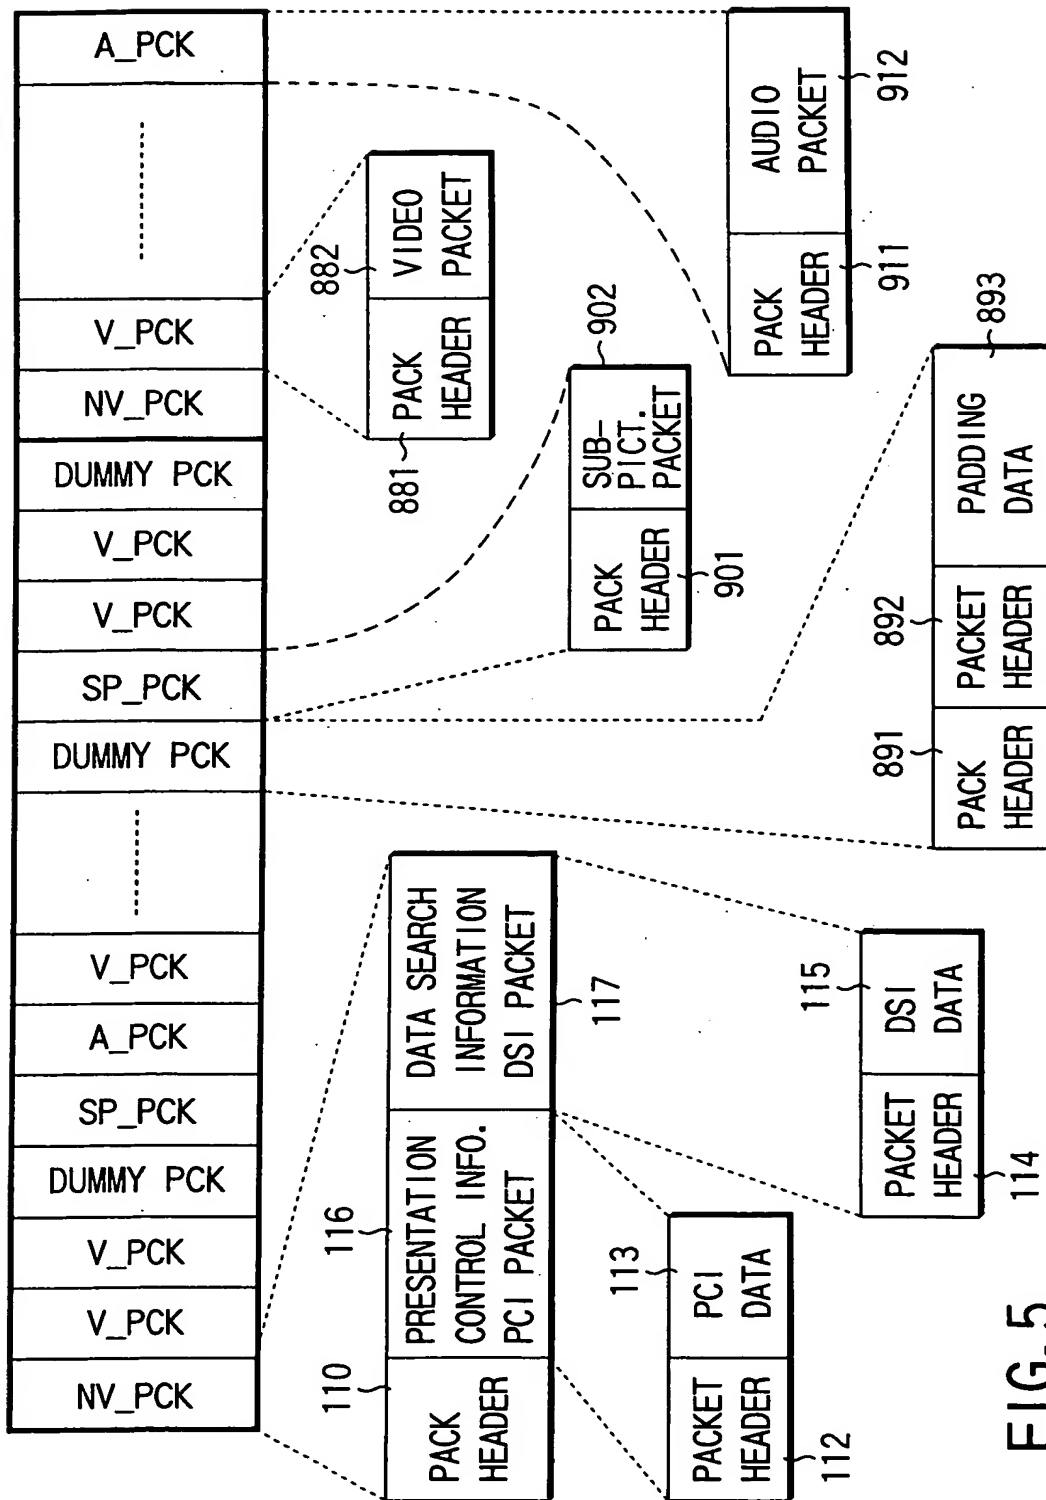 NV_PCK
V_PCK
V_PCK
DUMMY PCK
SP_PCK
A_PCK
V_PCK
DUMMY PCK
SP_PCK
V_PCK
V_PCK
DUMMY PCK
NV_PCK
V_PCK
A_PCK
110
116
PACK
HEADER
PRESENTATION
CONTROL INFO.
PCI PACKET
DATA SEARCH
INFORMATION
DSI PACKET
117
881
882
PACK
HEADER
VIDEO
PACKET
PACK
HEADER
SUB-
PICT.
PACKET
901
902
112
113
PACKET
HEADER
PCI
DATA
PACK
HEADER
AUDIO
PACKET
911
912
114
115
PACKET
HEADER
DSI
DATA
891
892
893
PACK
HEADER
PACKET
HEADER
PADDING
DATA
FIG. 5